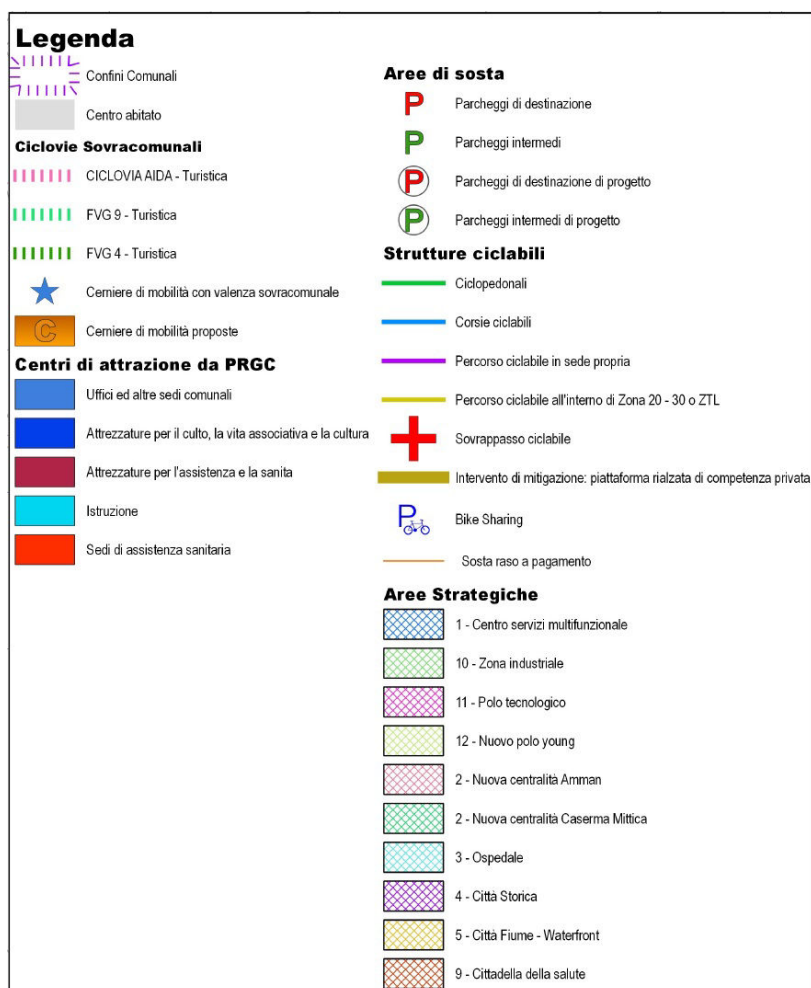 Legenda
Confini Comunali
Centro abitato
Ciclovie Sovracomunali
CICLOVIA AIDA - Turistica
FVG 9 - Turistica
FVG 4 - Turistica
Cerniere di mobilità con valenza sovracomunale
C
Cerniere di mobilità proposte
Centri di attrazione da PRGC
Uffici ed altre sedi comunali
Attrezzature per il culto, la vita associativa e la cultura
Attrezzature per l'assistenza e la sanita
Istruzione
Sedi di assistenza sanitaria
Aree di sosta
P Parcheggi di destinazione
P Parcheggi intermedi
P Parcheggi di destinazione di progetto
P Parcheggi intermedi di progetto
Strutture ciclabili
Ciclopedonali
Corsie ciclabili
Percorso ciclabile in sede propria
Percorso ciclabile all'interno di Zona 20 - 30 o ZTL
Sovrappasso ciclabile
Intervento di mitigazione: piattaforma rialzata di competenza privata
P Bike Sharing
Sosta raso a pagamento
Aree Strategiche
1 - Centro servizi multifunzionale
10 - Zona industriale
11 - Polo tecnologico
12 - Nuovo polo young
2 - Nuova centralità Amman
2 - Nuova centralità Caserma Mittica
3 - Ospedale
4 - Città Storica
5 - Città Fiume - Waterfront
9 - Cittadella della salute